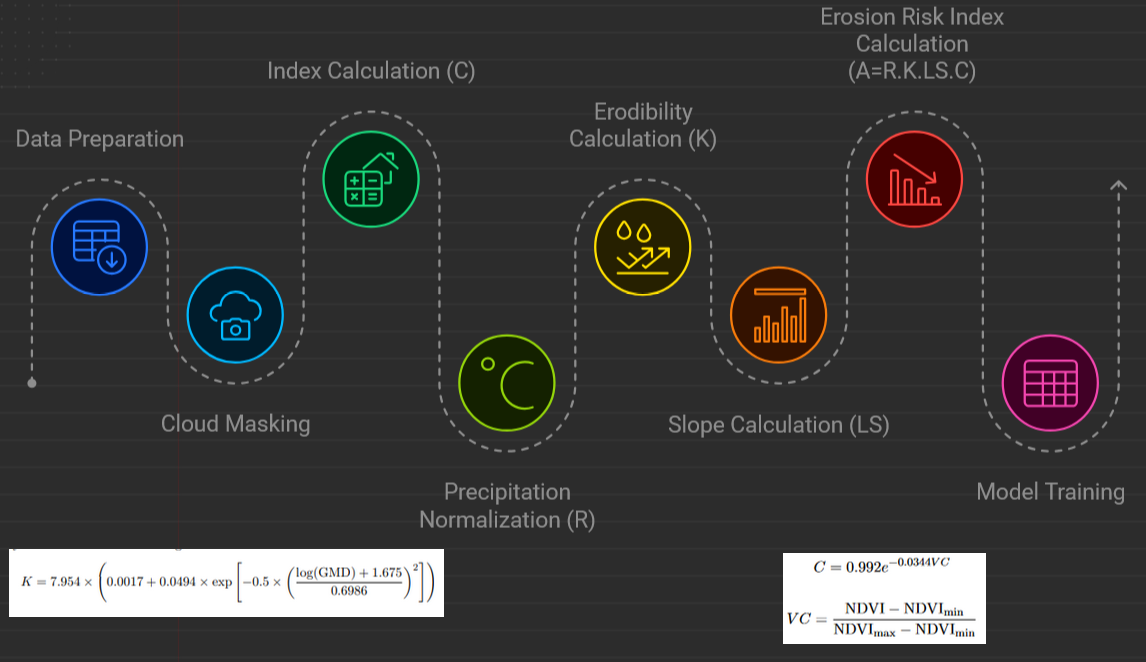 Erosion Risk Index
Calculation
(A=R.K.LS.C)
Index Calculation (C)
Erodibility
Calculation (K)
Data Preparation
Cloud Masking
Slope Calculation (LS)
Precipitation
Normalization (R)
Model Training
K = 7.954 × (0.0017 + 0.0494 × exp[−0.5 × ((log(GMD) + 1.675)/0.6986)²])
C = 0.992e^{−0.0344VC}
VC = (NDVI − NDVI_min)/(NDVI_max − NDVI_min)